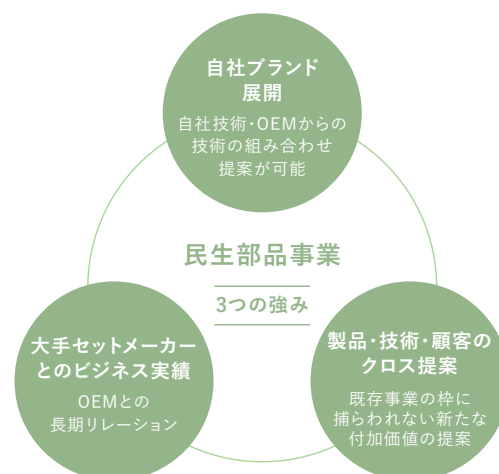 自社ブランド
展開
自社技術・OEMからの
技術の組み合わせ
提案が可能
民生部品事業
3つの強み
大手セットメーカー
とのビジネス実績
OEMとの
長期リレーション
製品・技術・顧客の
クロス提案
既存事業の枠に
捕らわれない新たな
付加価値の提案